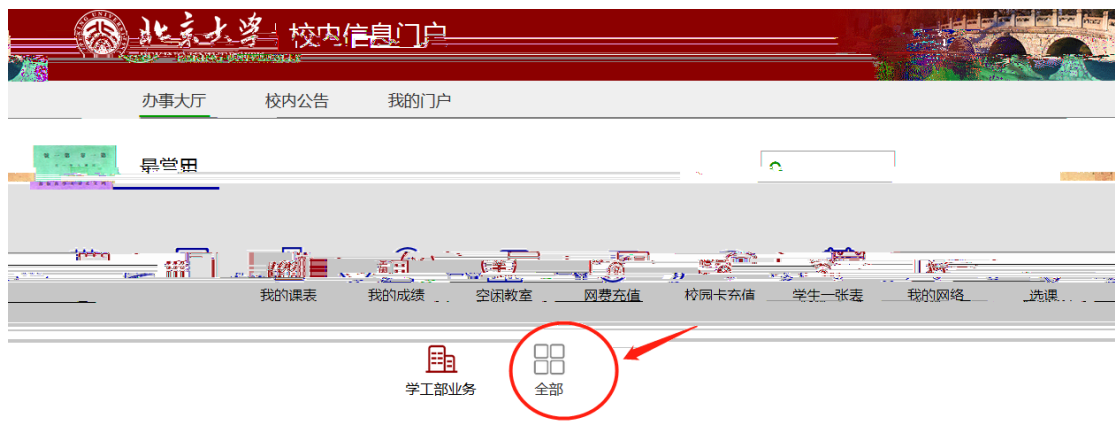 北京大学 校内信息门户
办事大厅 校内公告 我的门户
最常用
我的课表 我的成绩 空闲教室 网费充值 校园卡充值 学生一张表 我的网络 选课
学工部业务 全部